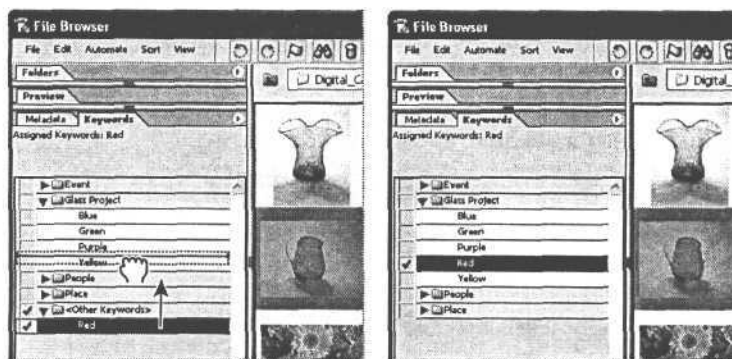 File Browser
File Edit Automate Sort View
Folders
Digital_C
Preview
Metadata Keywords
Assigned Keywords: Red
Event
Glass Project
Blue
Green
Purple
Yellow
People
Place
<Other Keywords>
Red
File Browser
File Edit Automate Sort View
Folders
Digital_
Preview
Metadata Keywords
Assigned Keywords: Red
Event
Glass Project
Blue
Green
Purple
Red
Yellow
People
Place